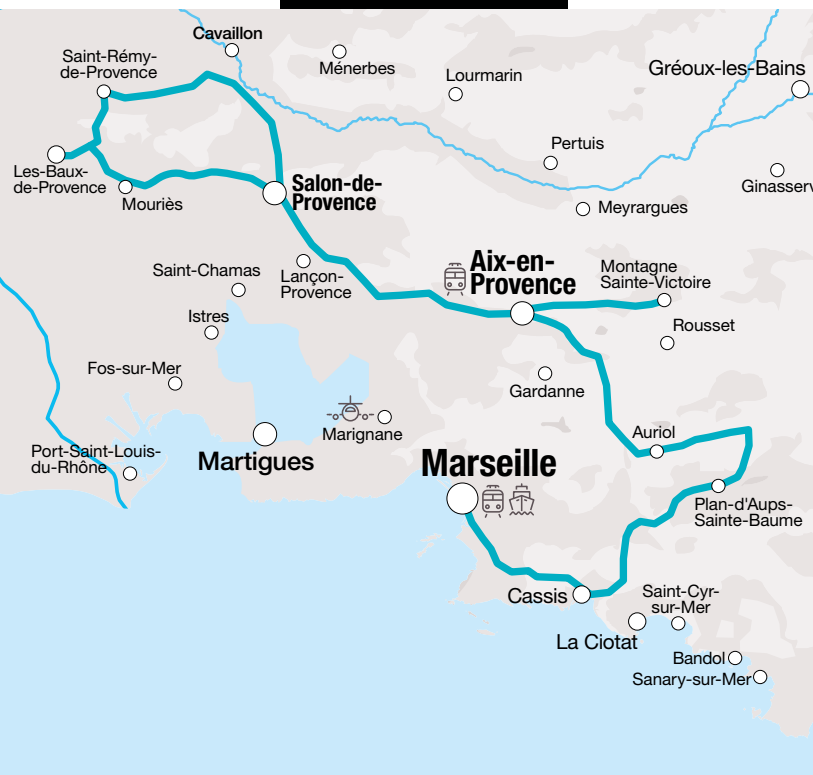 Cavaillon
Saint-Rémy-
de-Provence
Ménerbes
Lourmarin
Gréoux-les-Bains
Pertuis
Les-Baux-
de-Provence
Mouriès
Salon-de-
Provence
Ginasserv
Meyrargues
Aix-en-
Provence
Montagne
Sainte-Victoire
Saint-Chamas
Lançon-
Provence
Istres
Rousset
Fos-sur-Mer
Gardanne
Marignane
Auriol
Port-Saint-Louis-
du-Rhône
Martigues
Marseille
Plan-d'Aups-
Sainte-Baume
Cassis
Saint-Cyr-
sur-Mer
La Ciotat
Bandol
Sanary-sur-Mer